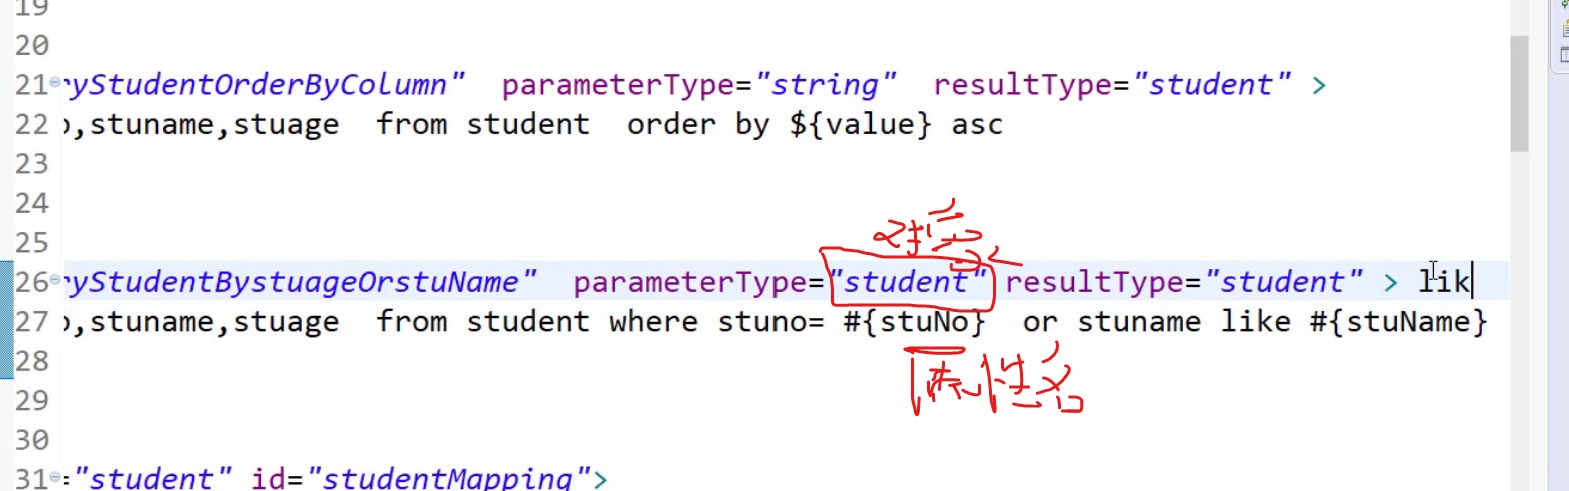 19
20
21 ryStudentOrderByColumn" parameterType="string" resultType="student" >
22 o,stuname,stuage from student order by ${value} asc
23
24
25
对象
26 ryStudentBystuageOrstuName" parameterType="student" resultType="student" > lik
27 o,stuname,stuage from student where stuno= #{stuNo} or stuname like #{stuName}
属性名
28
29
30
31 ="student" id="studentMapping">